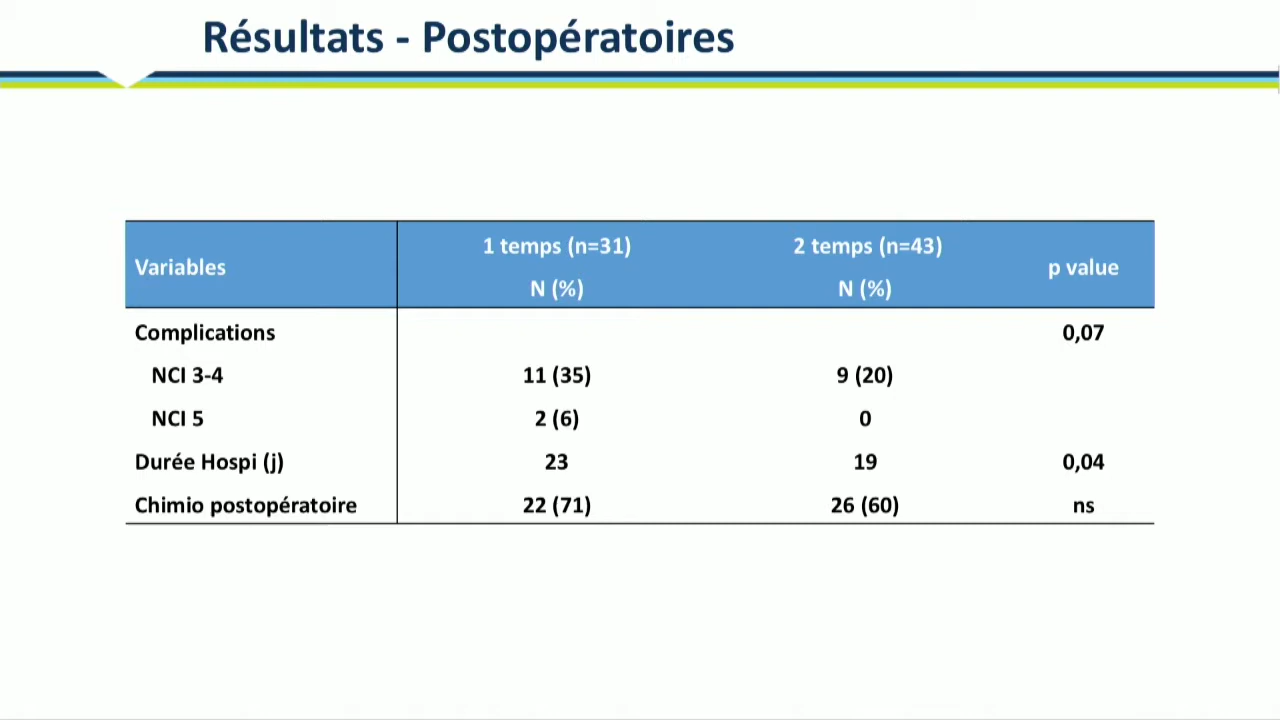 Résultats - Postopératoires
Variables
1 temps (n=31)
N (%)
2 temps (n=43)
N (%)
p value
Complications 0,07
NCI 3-4 11 (35) 9 (20)
NCI 5 2 (6) 0
Durée Hospi (j) 23 19 0,04
Chimio postopératoire 22 (71) 26 (60) ns